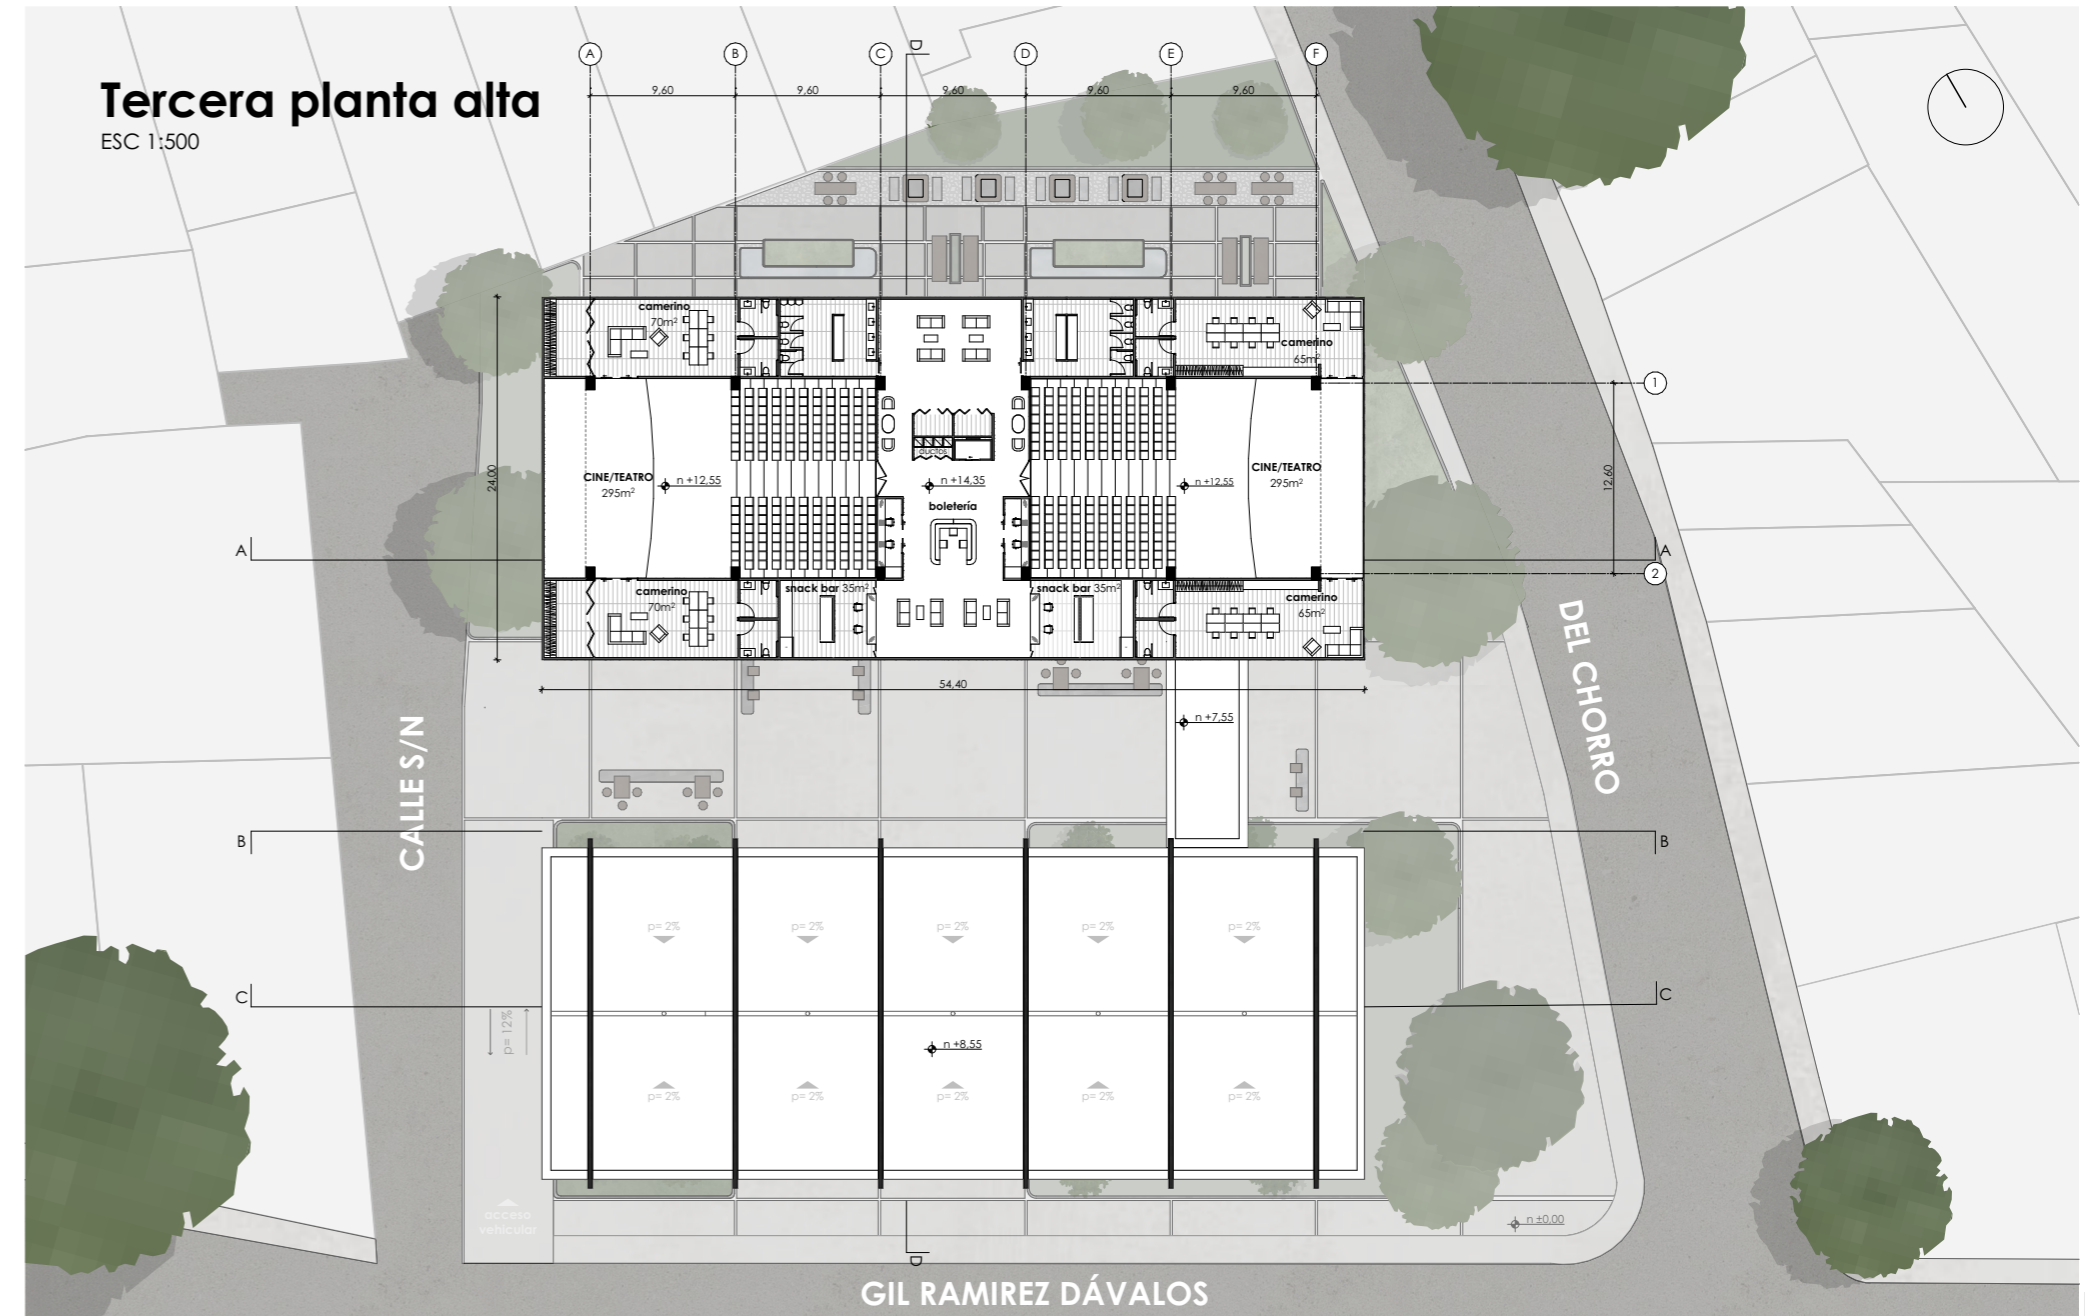 Tercera planta alta
ESC 1:500
A
B
C
D
D
E
F
9,60
9,60
9,60
9,60
9,60
camerino
70m²
camerino
65m²
1
24,00
ductos
CINE/TEATRO
295m²
n +12,55
n +14,35
boletería
CINE/TEATRO
295m²
n +12,55
12,60
A
A
2
camerino
70m²
snack bar 35m²
snack bar 35m²
camerino
65m²
54,40
n +7,55
CALLE S/N
DEL CHORRO
B
B
p= 2%
p= 2%
p= 2%
p= 2%
p= 2%
C
C
p= 12%
n +8,55
p= 2%
p= 2%
p= 2%
p= 2%
p= 2%
acceso
vehicular
n ±0,00
D
GIL RAMIREZ DÁVALOS